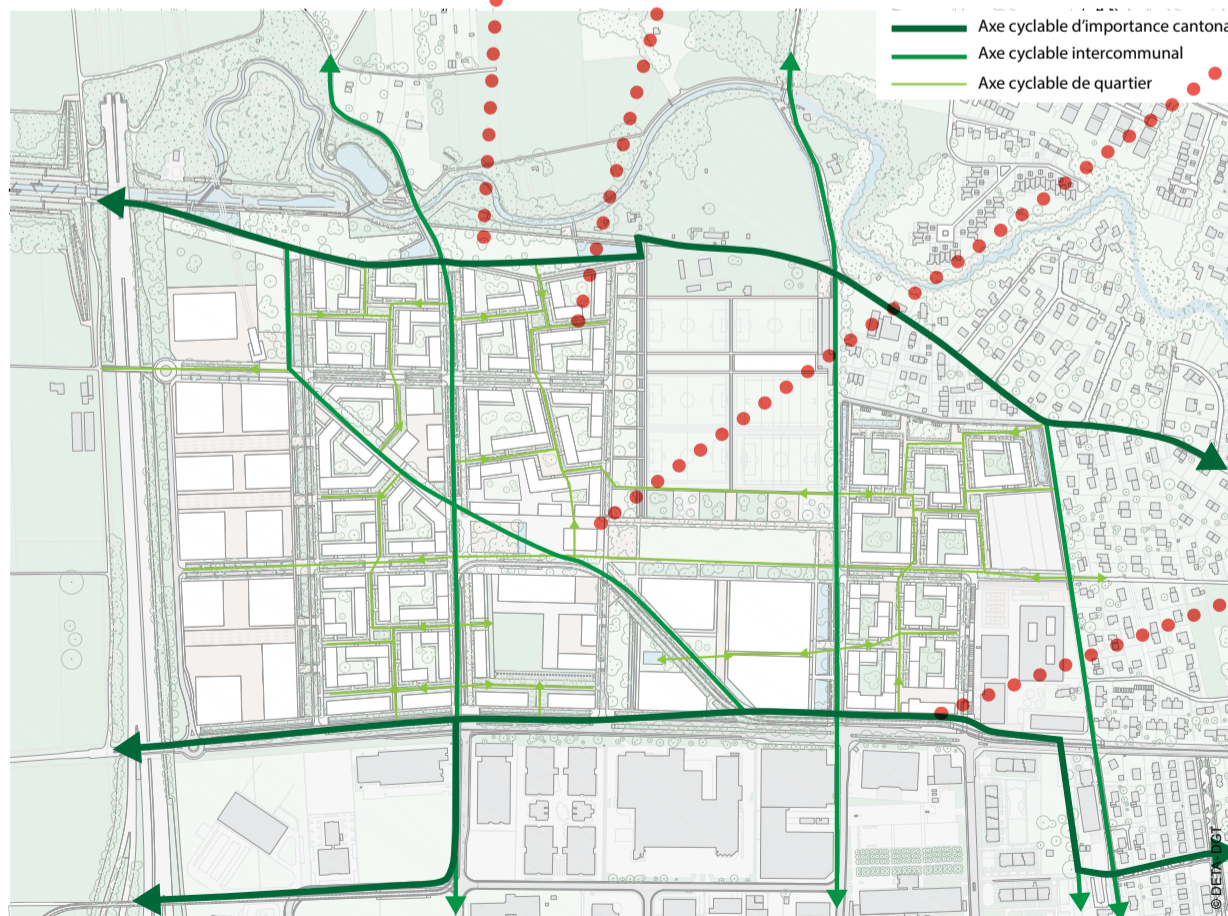 Axe cyclable d'importance cantona
Axe cyclable intercommunal
Axe cyclable de quartier
©DETA-DGT